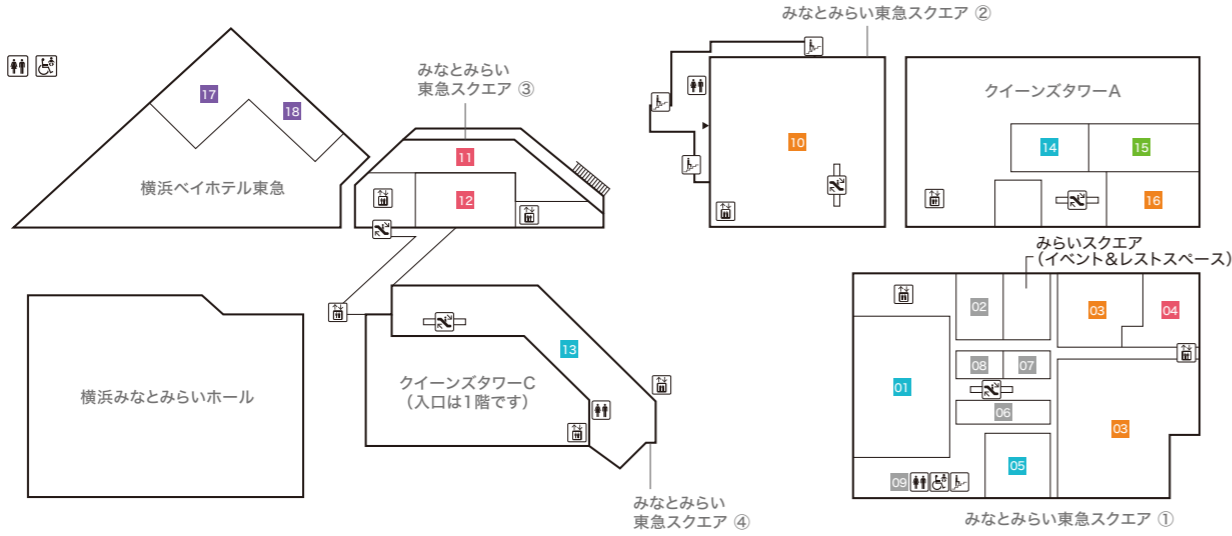 みなとみらい東急スクエア ②
みなとみらい
東急スクエア ③
17
18
横浜ベイホテル東急
11
12
10
クイーンズタワーA
14
15
16
みらいスクエア
（イベント&レストスペース）
02
03
04
01
08
07
06
03
05
09
みなとみらい東急スクエア ①
13
クイーンズタワーC
（入口は1階です）
横浜みなとみらいホール
みなとみらい
東急スクエア ④